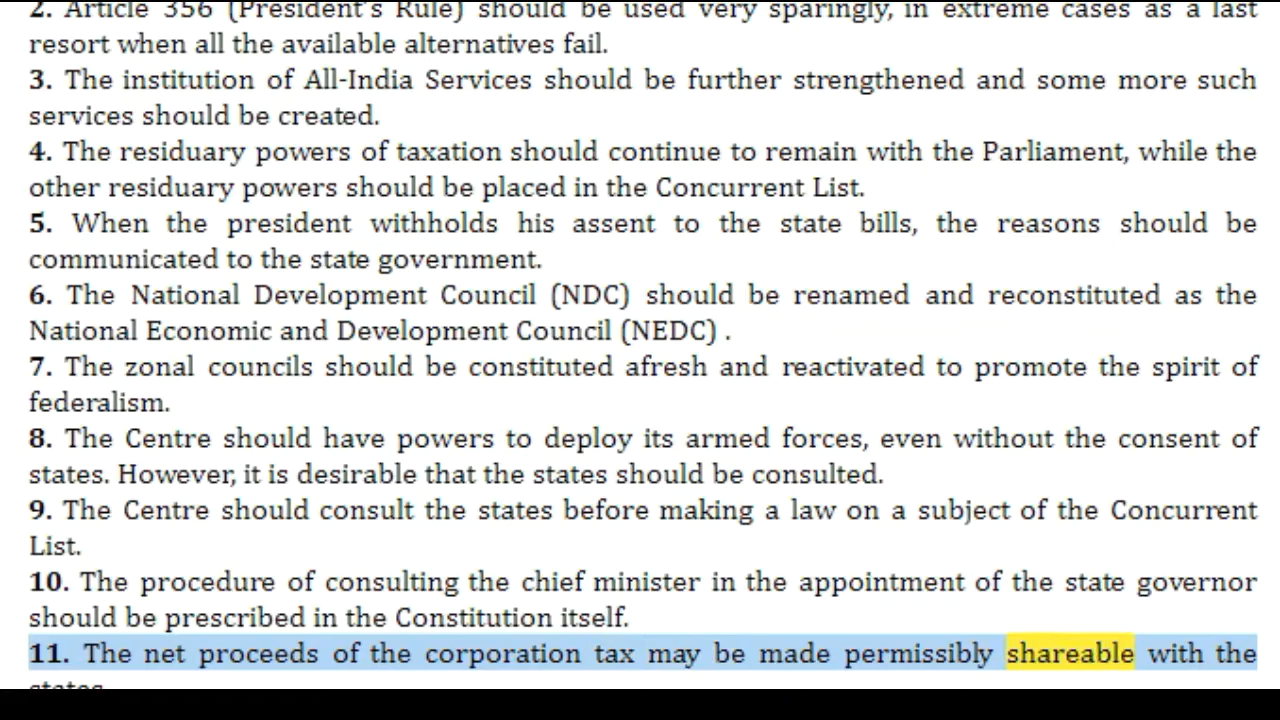 2. Article 356 (President's Rule) should be used very sparingly, in extreme cases as a last
resort when all the available alternatives fail.
3. The institution of All-India Services should be further strengthened and some more such
services should be created.
4. The residuary powers of taxation should continue to remain with the Parliament, while the
other residuary powers should be placed in the Concurrent List.
5. When the president withholds his assent to the state bills, the reasons should be
communicated to the state government.
6. The National Development Council (NDC) should be renamed and reconstituted as the
National Economic and Development Council (NEDC) .
7. The zonal councils should be constituted afresh and reactivated to promote the spirit of
federalism.
8. The Centre should have powers to deploy its armed forces, even without the consent of
states. However, it is desirable that the states should be consulted.
9. The Centre should consult the states before making a law on a subject of the Concurrent
List.
10. The procedure of consulting the chief minister in the appointment of the state governor
should be prescribed in the Constitution itself.
11. The net proceeds of the corporation tax may be made permissibly shareable with the
states.